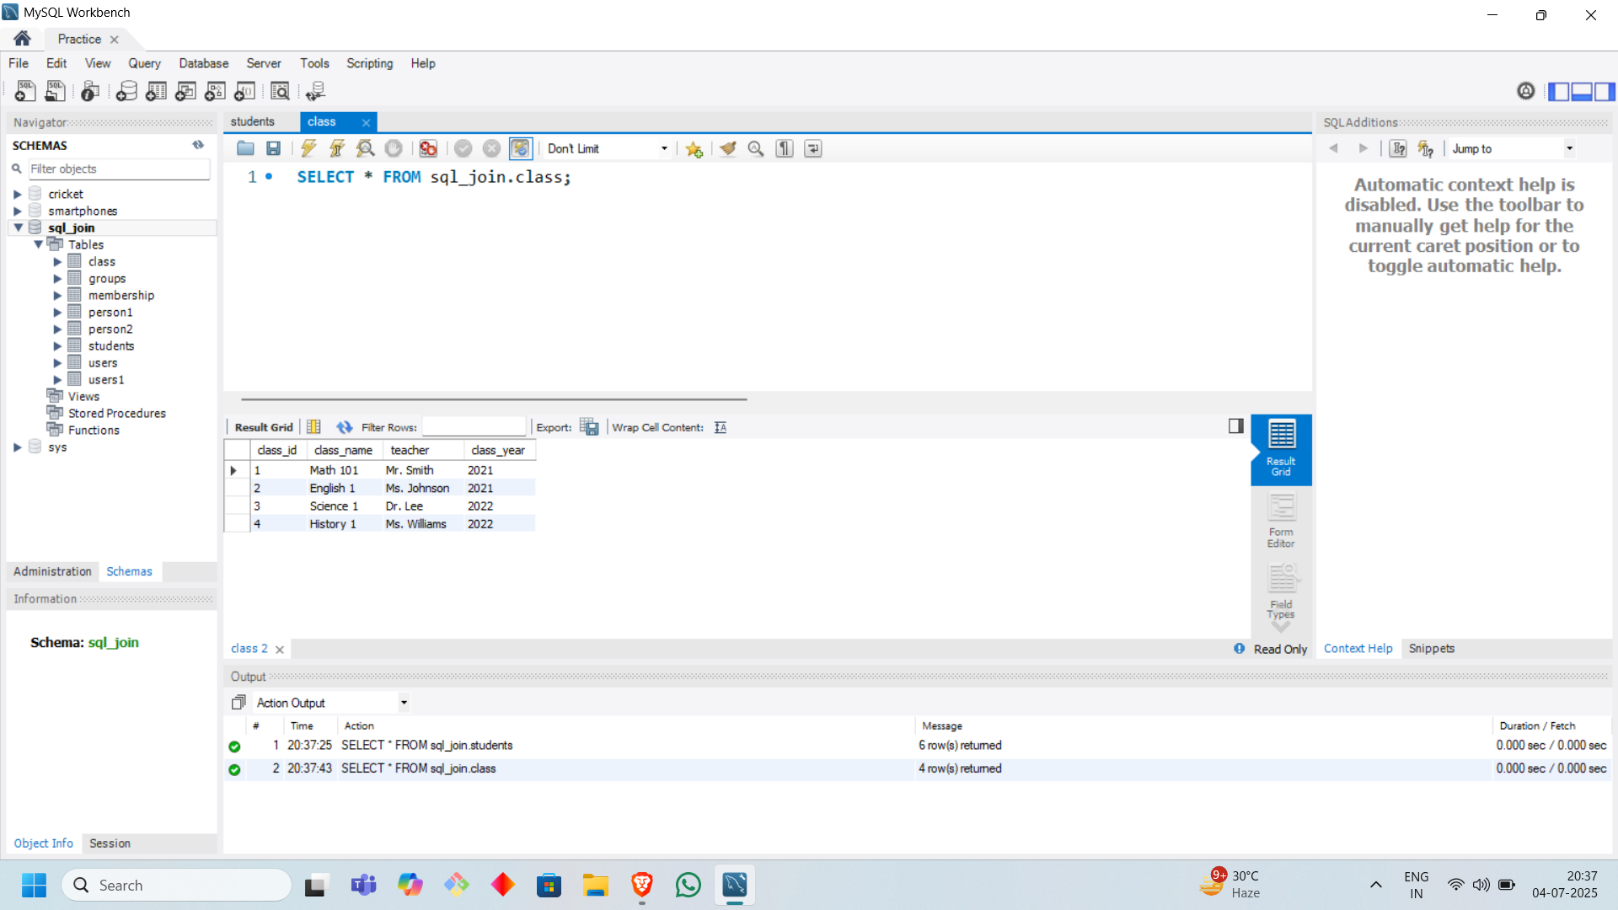 MySQL Workbench
Practice
File Edit View Query Database Server Tools Scripting Help
Navigator
SCHEMAS
Filter objects
cricket
smartphones
sql_join
Tables
class
groups
membership
person1
person2
students
users
users1
Views
Stored Procedures
Functions
sys
Administration Schemas
Information
Schema: sql_join
Object Info Session
students class
Don't Limit
1 SELECT * FROM sql_join.class;
Result Grid Filter Rows: Export: Wrap Cell Content:
class_id class_name teacher class_year
1 Math 101 Mr. Smith 2021
2 English 1 Ms. Johnson 2021
3 Science 1 Dr. Lee 2022
4 History 1 Ms. Williams 2022
Result
Grid
Form
Editor
Field
Types
class 2
Read Only
SQLAdditions
Jump to
Automatic context help is
disabled. Use the toolbar to
manually get help for the
current caret position or to
toggle automatic help.
Context Help Snippets
Output
Action Output
# Time Action Message Duration / Fetch
1 20:37:25 SELECT * FROM sql_join.students 6 row(s) returned 0.000 sec / 0.000 sec
2 20:37:43 SELECT * FROM sql_join.class 4 row(s) returned 0.000 sec / 0.000 sec
Search
9+
30°C
Haze
ENG
IN
20:37
04-07-2025